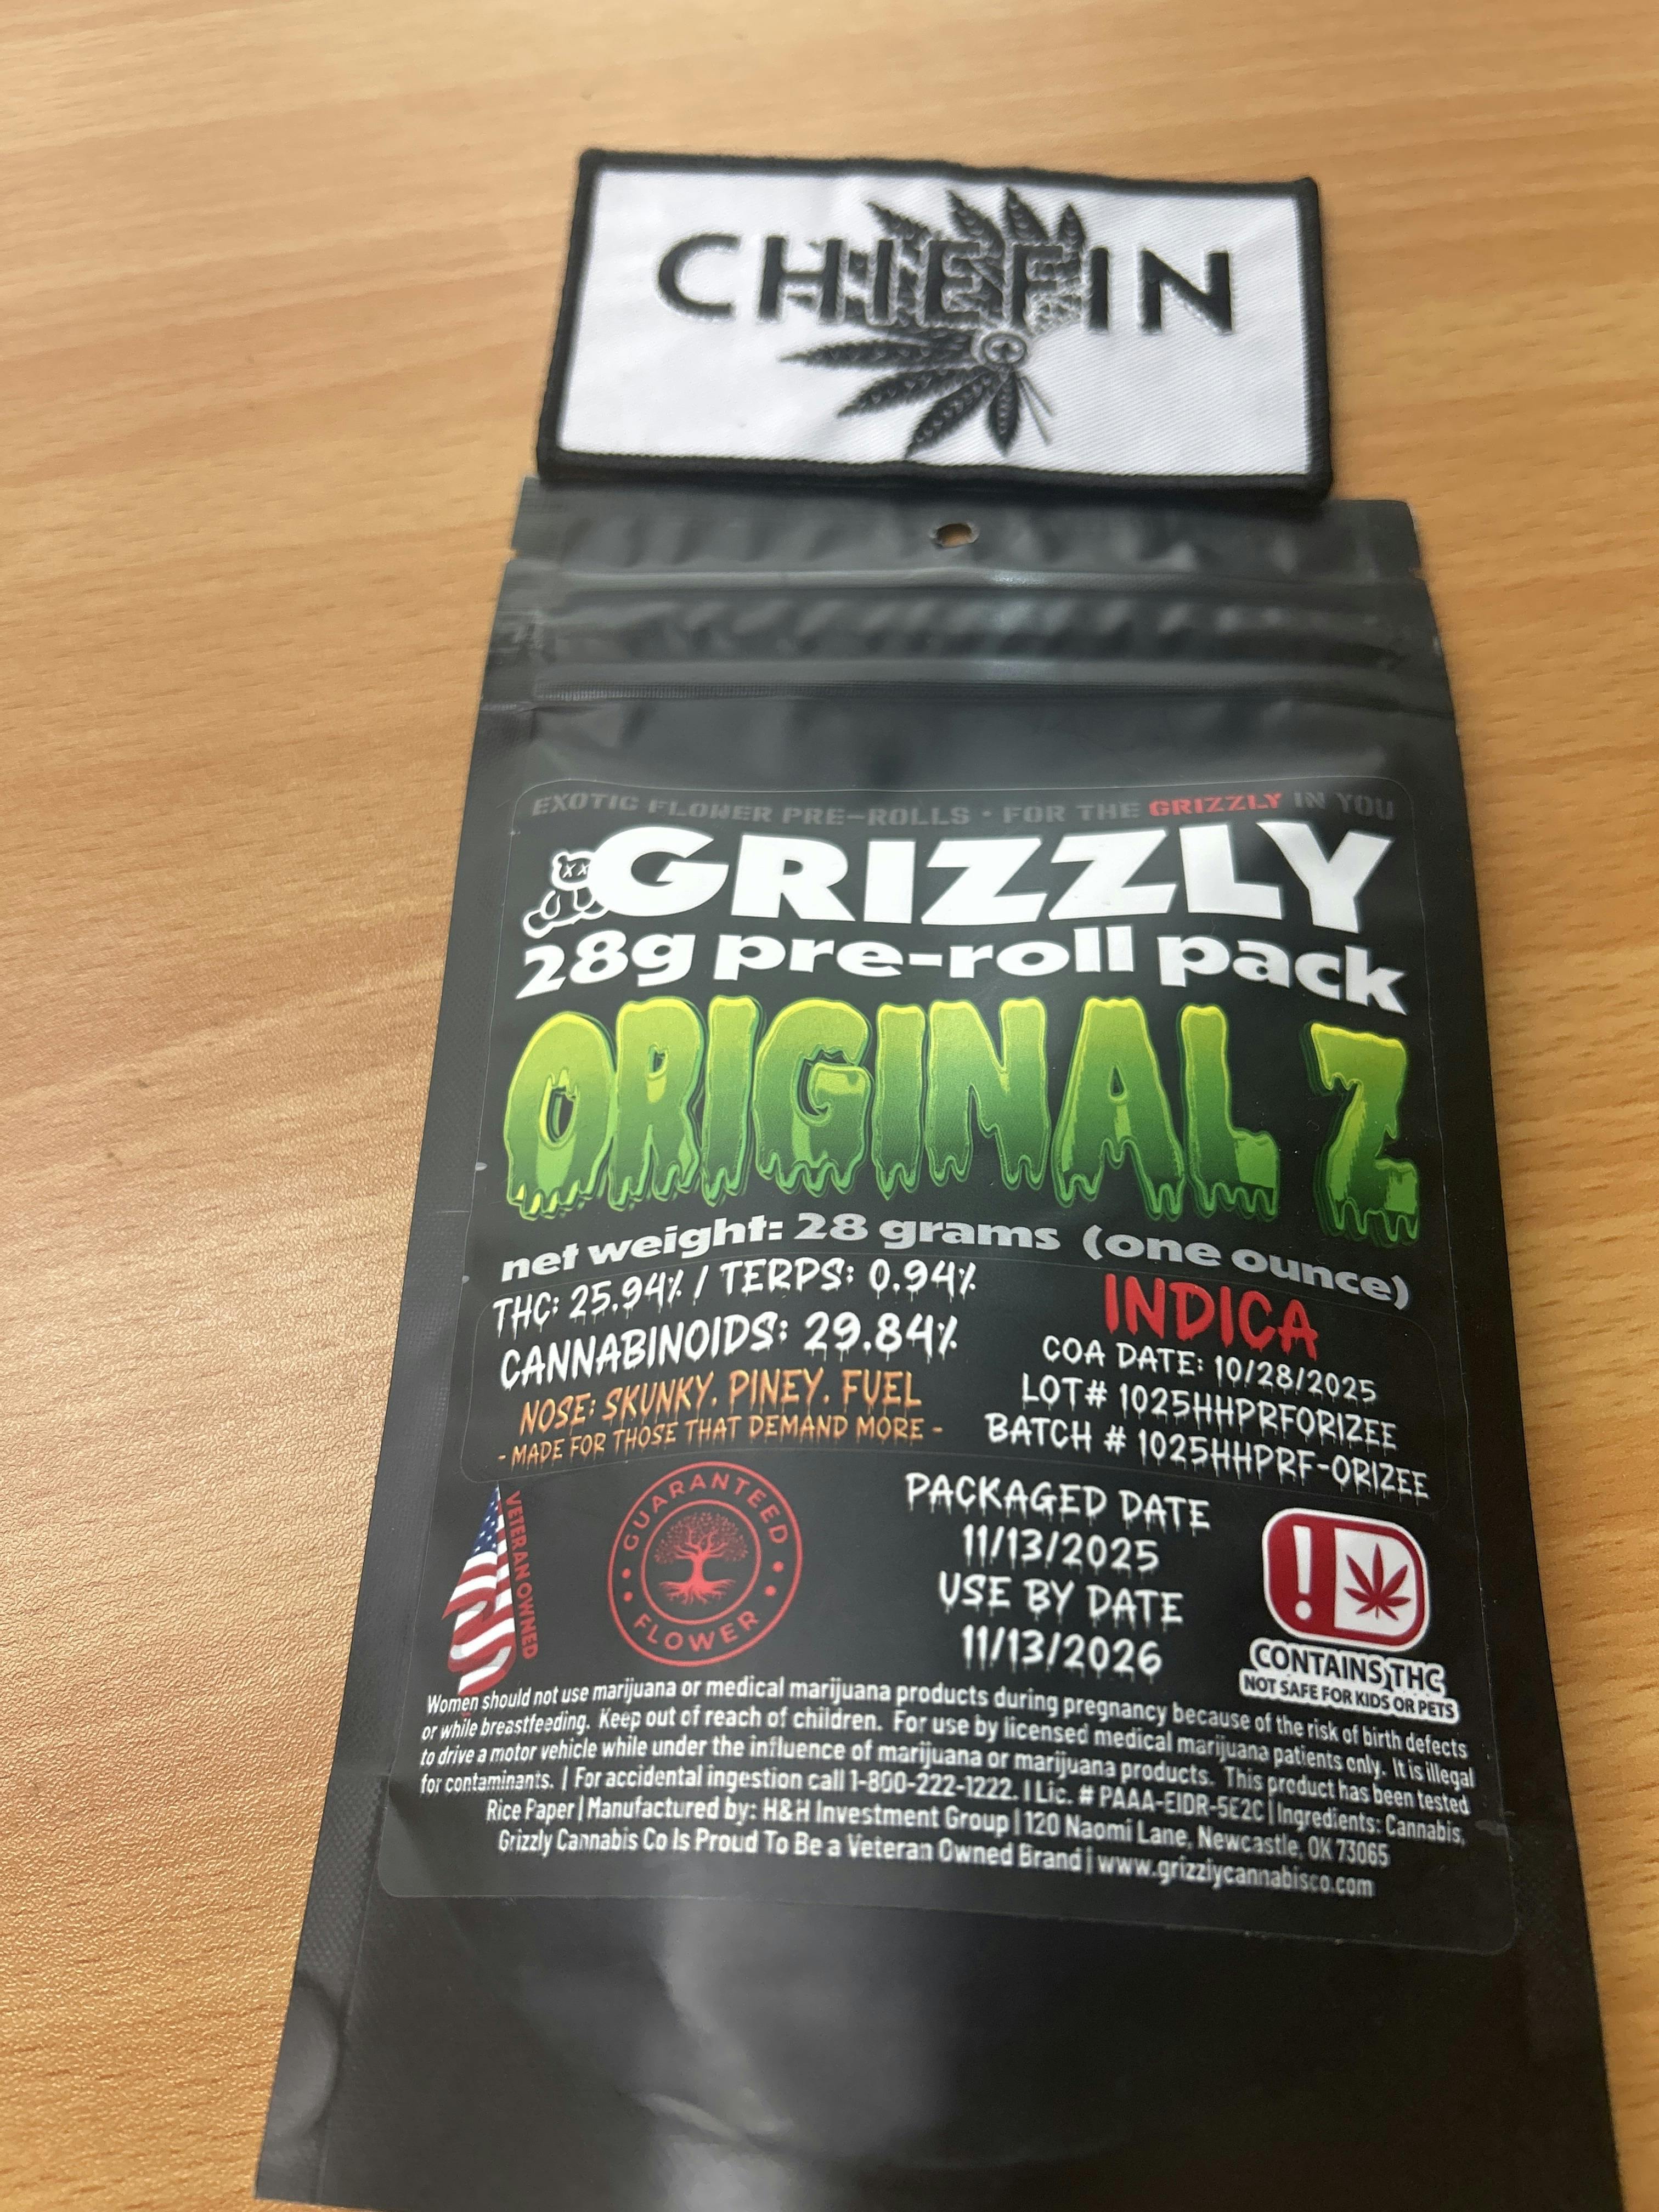 CHIEFIN
EXOTIC FLOWER PRE-ROLLS • FOR THE GRIZZLY IN YOU
GRIZZLY
28g pre-roll pack
ORIGINAL Z
net weight: 28 grams (one ounce)
THC: 25.94% / TERPS: 0.94%
CANNABINOIDS: 29.84%
NOSE: SKUNKY. PINEY. FUEL
- MADE FOR THOSE THAT DEMAND MORE -
INDICA
COA DATE: 10/28/2025
LOT# 1025HHPRFORIZEE
BATCH # 1025HHPRF-ORIZEE
VETERAN OWNED
GUARANTEED
FLOWER
PACKAGED DATE
11/13/2025
USE BY DATE
11/13/2026
!
CONTAINS THC
NOT SAFE FOR KIDS OR PETS
Women should not use marijuana or medical marijuana products during pregnancy because of the risk of birth defects
or while breastfeeding. Keep out of reach of children. For use by licensed medical marijuana patients only. It is illegal
to drive a motor vehicle while under the influence of marijuana or marijuana products. This product has been tested
for contaminants. | For accidental ingestion call 1-800-222-1222. | Lic. # PAAA-EIDR-5E2C | Ingredients: Cannabis,
Rice Paper | Manufactured by: H&H Investment Group | 120 Naomi Lane, Newcastle, OK 73065
Grizzly Cannabis Co Is Proud To Be a Veteran Owned Brand | www.grizzlycannabisco.com